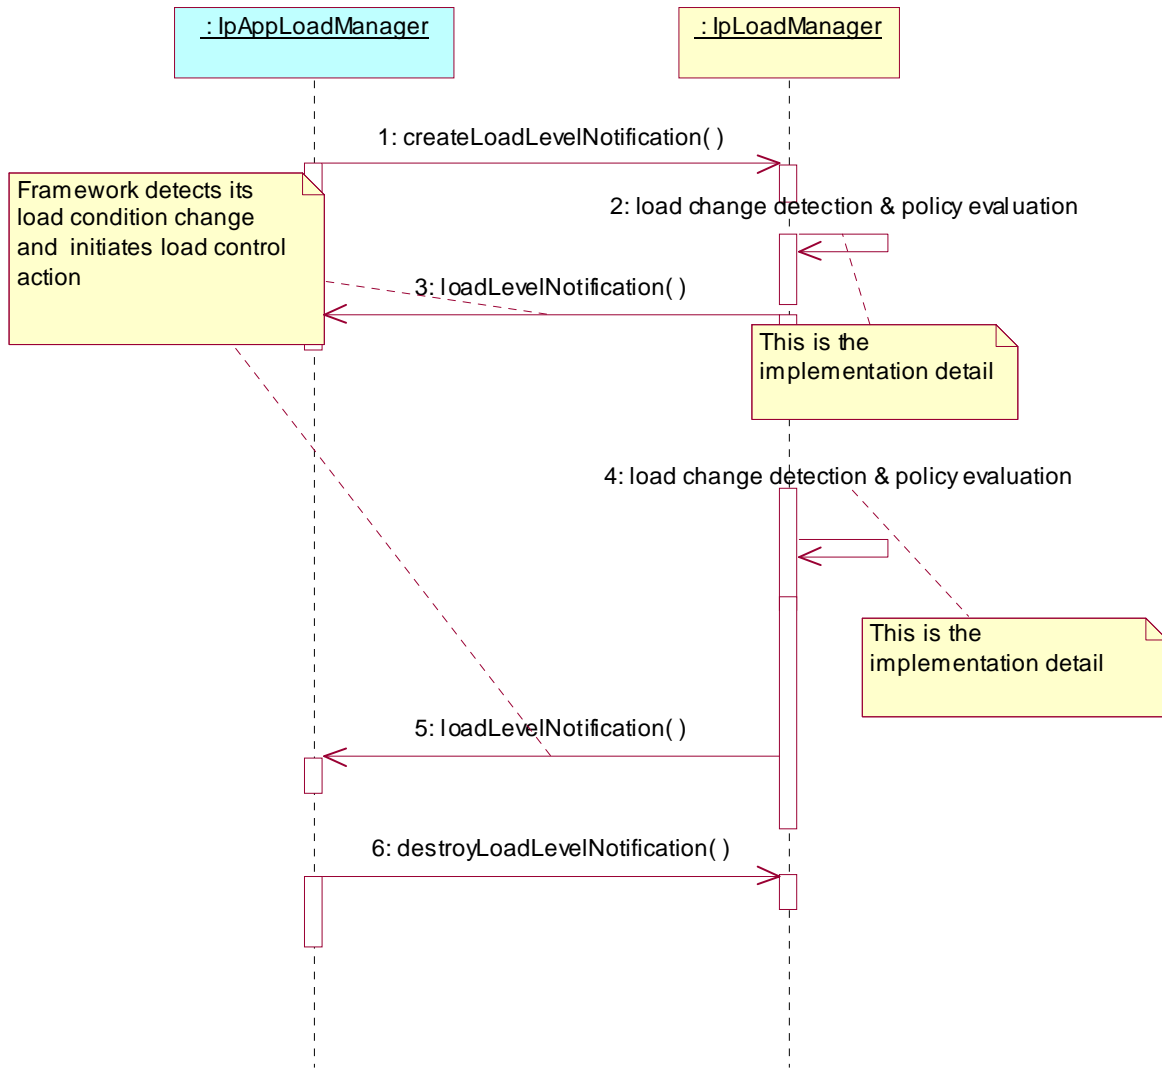 : IpAppLoadManager
: IpLoadManager
1: createLoadLevelNotification( )
Framework detects its
load condition change
and initiates load control
action
2: load change detection & policy evaluation
3: loadLevelNotification( )
This is the
implementation detail
4: load change detection & policy evaluation
This is the
implementation detail
5: loadLevelNotification( )
6: destroyLoadLevelNotification( )